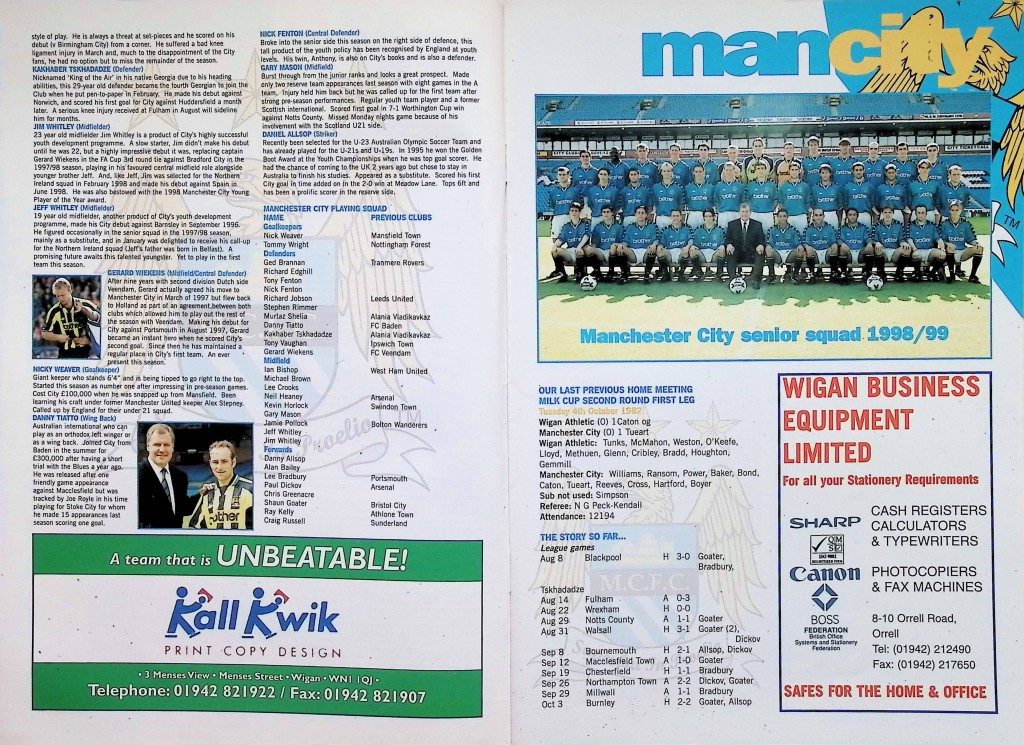 style of play. He is always a threat at set-pieces and he scored on his
debut (v Birmingham City) from a corner. He suffered a bad knee
ligament injury in March and, much to the disappointment of the City
fans, he had no option but to miss the remainder of the season.
KAKHABER TSKHADADZE (Defender)
Nicknamed 'King of the Air' in his native Georgia due to his heading
abilities, this 29-year old defender became the fourth Georgian to join the
Club when he put pen-to-paper in February. He made his debut against
Norwich, and scored his first goal for City against Huddersfield a month
later. A serious knee injury received at Fulham in August will sideline
him for months.
JIM WHITLEY (Midfielder)
23 year old midfielder Jim Whitley is a product of City's highly successful
youth development programme. A slow starter, Jim didn't make his debut
until he was 22, but a highly impressive debut it was, replacing captain
Gerard Wiekens in the FA Cup 3rd round tie against Bradford City in the
1997/98 season, playing in his favoured central midfield role alongside
younger brother Jeff. And, like Jeff, Jim was selected for the Northern
Ireland squad in February 1998 and made his debut against Spain in
June 1998. He was also bestowed with the 1998 Manchester City Young
Player of the Year award.
JEFF WHITLEY (Midfielder)
19 year old midfielder, another product of City's youth development
programme, made his City debut against Barnsley in September 1996.
He figured occasionally in the senior squad in the 1997/98 season,
mainly as a substitute, and in January was delighted to receive his call-up
for the Northern Ireland squad (Jeff's father was born in Belfast). A
promising future awaits this talented youngster. Yet to play in the first
team this season.
GERARD WIEKENS (Midfield/Central Defender)
After nine years with second division Dutch side
Veendam, Gerard actually agreed his move to
Manchester City in March of 1997 but flew back
to Holland as part of an agreement,between both
clubs which allowed him to play out the rest of
the season with Veendam. Making his debut for
City against Portsmouth in August 1997, Gerard
became an instant hero when he scored City's
second goal. Since then he has maintained a
regular place in City's first team. An ever
present this season.
NICKY WEAVER (Goalkeeper)
Giant keeper who stands 6'4" and is being tipped to go right to the top.
Started this season as number one after impressing in pre-season games.
Cost City £100,000 when he was snapped up from Mansfield. Been
learning his craft under former Manchester United keeper Alex Stepney.
Called up by England for their under 21 squad.
DANNY TIATTO (Wing Back)
Australian international who can
play as an orthodox left winger or
as a wing back. Joined City from
Baden in the summer for
£300,000 after having a short
trial with the Blues a year ago.
He was released after one
friendly game appearance
against Macclesfield but was
tracked by Joe Royle in his time
playing for Stoke City for whom
he made 15 appearances last
season scoring one goal.
NICK FENTON (Central Defender)
Broke into the senior side this season on the right side of defence, this
tall product of the youth policy has been recognised by England at youth
levels. His twin, Anthony, is also on City's books and is also a defender.
GARY MASON (Midfield)
Burst through from the junior ranks and looks a great prospect. Made
only two reserve team appearances last season with eight games in the A
team. Injury held him back but he was called up for the first team after
strong pre-season performances. Regular youth team player and a former
Scottish international. Scored first goal in 7-1 Worthington Cup win
against Notts County. Missed Monday nights game because of his
involvement with the Scotland U21 side.
DANIEL ALLSOP (Striker)
Recently been selected for the U-23 Australian Olympic Soccer Team and
has already played for the U-21s and U-19s. In 1995 he won the Golden
Boot Award at the Youth Championships when he was top goal scorer. He
had the chance of coming to the UK 2 years ago but chose to stay in
Australia to finish his studies. Appeared as a substitute. Scored his first
City goal in time added on in the 2-0 win at Meadow Lane. Tops 6ft and
has been a prolific scorer in the reserve side.
MANCHESTER CITY PLAYING SQUAD
NAME PREVIOUS CLUBS
Goalkeepers
Nick Weaver Mansfield Town
Tommy Wright Nottingham Forest
Defenders
Ged Brannan Tranmere Rovers
Richard Edghill
Tony Fenton
Nick Fenton
Richard Jobson Leeds United
Stephen Rimmer
Murtaz Shelia Alania Vladikavkaz
Danny Tiatto FC Baden
Kakhaber Tskhadadze Alania Vladikavkaz
Tony Vaughan Ipswich Town
Gerard Wiekens FC Veendam
Midfield
Ian Bishop West Ham United
Michael Brown
Lee Crooks
Neil Heaney Arsenal
Kevin Horlock Swindon Town
Gary Mason
Jamie Pollock Bolton Wanderers
Jeff Whitley
Jim Whitley
Forwards
Danny Allsop
Alan Bailey
Lee Bradbury Portsmouth
Paul Dickov Arsenal
Chris Greenacre
Shaun Goater Bristol City
Ray Kelly Athlone Town
Craig Russell Sunderland
A team that is UNBEATABLE!
Kall Kwik
PRINT COPY DESIGN
• 3 Menses View • Menses Street • Wigan • WN1 1QJ •
Telephone: 01942 821922 / Fax: 01942 821907
mancity
Manchester City senior squad 1998/99
OUR LAST PREVIOUS HOME MEETING
MILK CUP SECOND ROUND FIRST LEG
Tuesday 4th October 1982
Wigan Athletic (0) 1Caton og
Manchester City (0) 1 Tueart
Wigan Athletic: Tunks, McMahon, Weston, O'Keefe,
Lloyd, Methuen, Glenn, Cribley, Bradd, Houghton,
Gemmill
Manchester City: Williams, Ransom, Power, Baker, Bond,
Caton, Tueart, Reeves, Cross, Hartford, Boyer
Sub not used: Simpson
Referee: N G Peck-Kendall
Attendance: 12194
THE STORY SO FAR...
League games
Aug 8 Blackpool H 3-0 Goater,
Bradbury,
Tskhadadze
Aug 14 Fulham A 0-3
Aug 22 Wrexham H 0-0
Aug 29 Notts County A 1-1 Goater
Aug 31 Walsall H 3-1 Goater (2),
Dickov
Sep 8 Bournemouth H 2-1 Allsop, Dickov
Sep 12 Macclesfield Town A 1-0 Goater
Sep 19 Chesterfield H 1-1 Bradbury
Sep 26 Northampton Town A 2-2 Dickov, Goater
Sep 29 Millwall A 1-1 Bradbury
Oct 3 Burnley H 2-2 Goater, Allsop
WIGAN BUSINESS
EQUIPMENT
LIMITED
For all your Stationery Requirements
SHARP
CASH REGISTERS
CALCULATORS
& TYPEWRITERS
Canon
PHOTOCOPIERS
& FAX MACHINES
BOSS
FEDERATION
British Office
Systems and Stationery
Federation
8-10 Orrell Road,
Orrell
Tel: (01942) 212490
Fax: (01942) 217650
SAFES FOR THE HOME & OFFICE